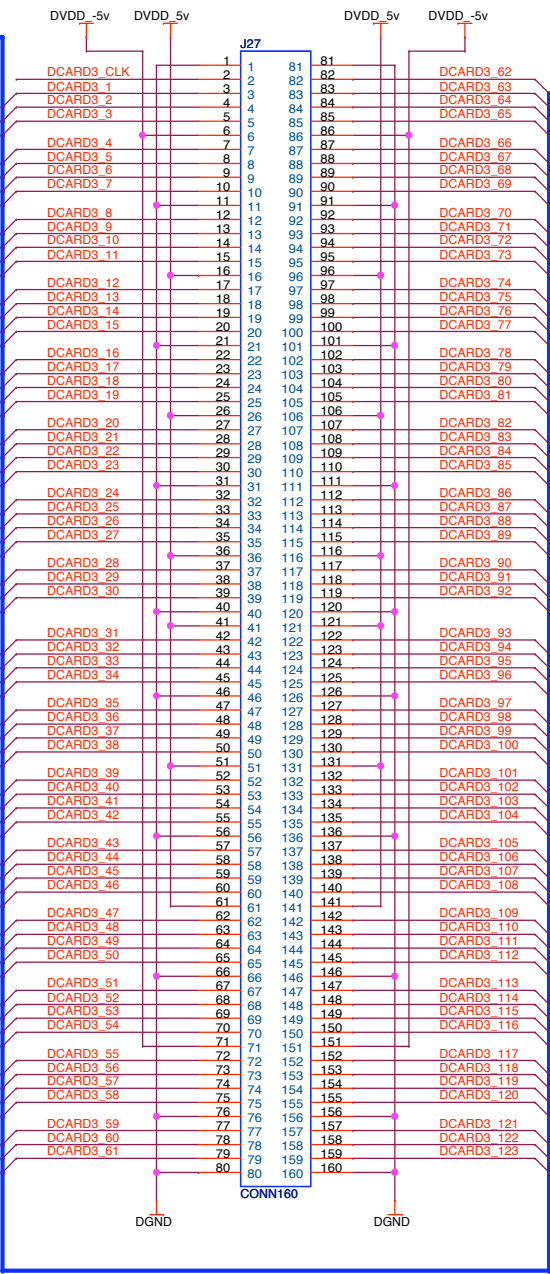 DVDD_-5v DVDD_5v DVDD_5v DVDD_-5v
J27
1 1 81 81
DCARD3_CLK 2 2 82 82 DCARD3_62
DCARD3_1 3 3 83 83 DCARD3_63
DCARD3_2 4 4 84 84 DCARD3_64
DCARD3_3 5 5 85 85 DCARD3_65
6 6 86 86
DCARD3_4 7 7 87 87 DCARD3_66
DCARD3_5 8 8 88 88 DCARD3_67
DCARD3_6 9 9 89 89 DCARD3_68
DCARD3_7 10 10 90 90 DCARD3_69
11 11 91 91
DCARD3_8 12 12 92 92 DCARD3_70
DCARD3_9 13 13 93 93 DCARD3_71
DCARD3_10 14 14 94 94 DCARD3_72
DCARD3_11 15 15 95 95 DCARD3_73
16 16 96 96
DCARD3_12 17 17 97 97 DCARD3_74
DCARD3_13 18 18 98 98 DCARD3_75
DCARD3_14 19 19 99 99 DCARD3_76
DCARD3_15 20 20 100 100 DCARD3_77
21 21 101 101
DCARD3_16 22 22 102 102 DCARD3_78
DCARD3_17 23 23 103 103 DCARD3_79
DCARD3_18 24 24 104 104 DCARD3_80
DCARD3_19 25 25 105 105 DCARD3_81
26 26 106 106
DCARD3_20 27 27 107 107 DCARD3_82
DCARD3_21 28 28 108 108 DCARD3_83
DCARD3_22 29 29 109 109 DCARD3_84
DCARD3_23 30 30 110 110 DCARD3_85
31 31 111 111
DCARD3_24 32 32 112 112 DCARD3_86
DCARD3_25 33 33 113 113 DCARD3_87
DCARD3_26 34 34 114 114 DCARD3_88
DCARD3_27 35 35 115 115 DCARD3_89
36 36 116 116
DCARD3_28 37 37 117 117 DCARD3_90
DCARD3_29 38 38 118 118 DCARD3_91
DCARD3_30 39 39 119 119 DCARD3_92
40 40 120 120
41 41 121 121
DCARD3_31 42 42 122 122 DCARD3_93
DCARD3_32 43 43 123 123 DCARD3_94
DCARD3_33 44 44 124 124 DCARD3_95
DCARD3_34 45 45 125 125 DCARD3_96
46 46 126 126
DCARD3_35 47 47 127 127 DCARD3_97
DCARD3_36 48 48 128 128 DCARD3_98
DCARD3_37 49 49 129 129 DCARD3_99
DCARD3_38 50 50 130 130 DCARD3_100
51 51 131 131
DCARD3_39 52 52 132 132 DCARD3_101
DCARD3_40 53 53 133 133 DCARD3_102
DCARD3_41 54 54 134 134 DCARD3_103
DCARD3_42 55 55 135 135 DCARD3_104
56 56 136 136
DCARD3_43 57 57 137 137 DCARD3_105
DCARD3_44 58 58 138 138 DCARD3_106
DCARD3_45 59 59 139 139 DCARD3_107
DCARD3_46 60 60 140 140 DCARD3_108
61 61 141 141
DCARD3_47 62 62 142 142 DCARD3_109
DCARD3_48 63 63 143 143 DCARD3_110
DCARD3_49 64 64 144 144 DCARD3_111
DCARD3_50 65 65 145 145 DCARD3_112
66 66 146 146
DCARD3_51 67 67 147 147 DCARD3_113
DCARD3_52 68 68 148 148 DCARD3_114
DCARD3_53 69 69 149 149 DCARD3_115
DCARD3_54 70 70 150 150 DCARD3_116
71 71 151 151
DCARD3_55 72 72 152 152 DCARD3_117
DCARD3_56 73 73 153 153 DCARD3_118
DCARD3_57 74 74 154 154 DCARD3_119
DCARD3_58 75 75 155 155 DCARD3_120
76 76 156 156
DCARD3_59 77 77 157 157 DCARD3_121
DCARD3_60 78 78 158 158 DCARD3_122
DCARD3_61 79 79 159 159 DCARD3_123
80 80 160 160
CONN160
DGND DGND